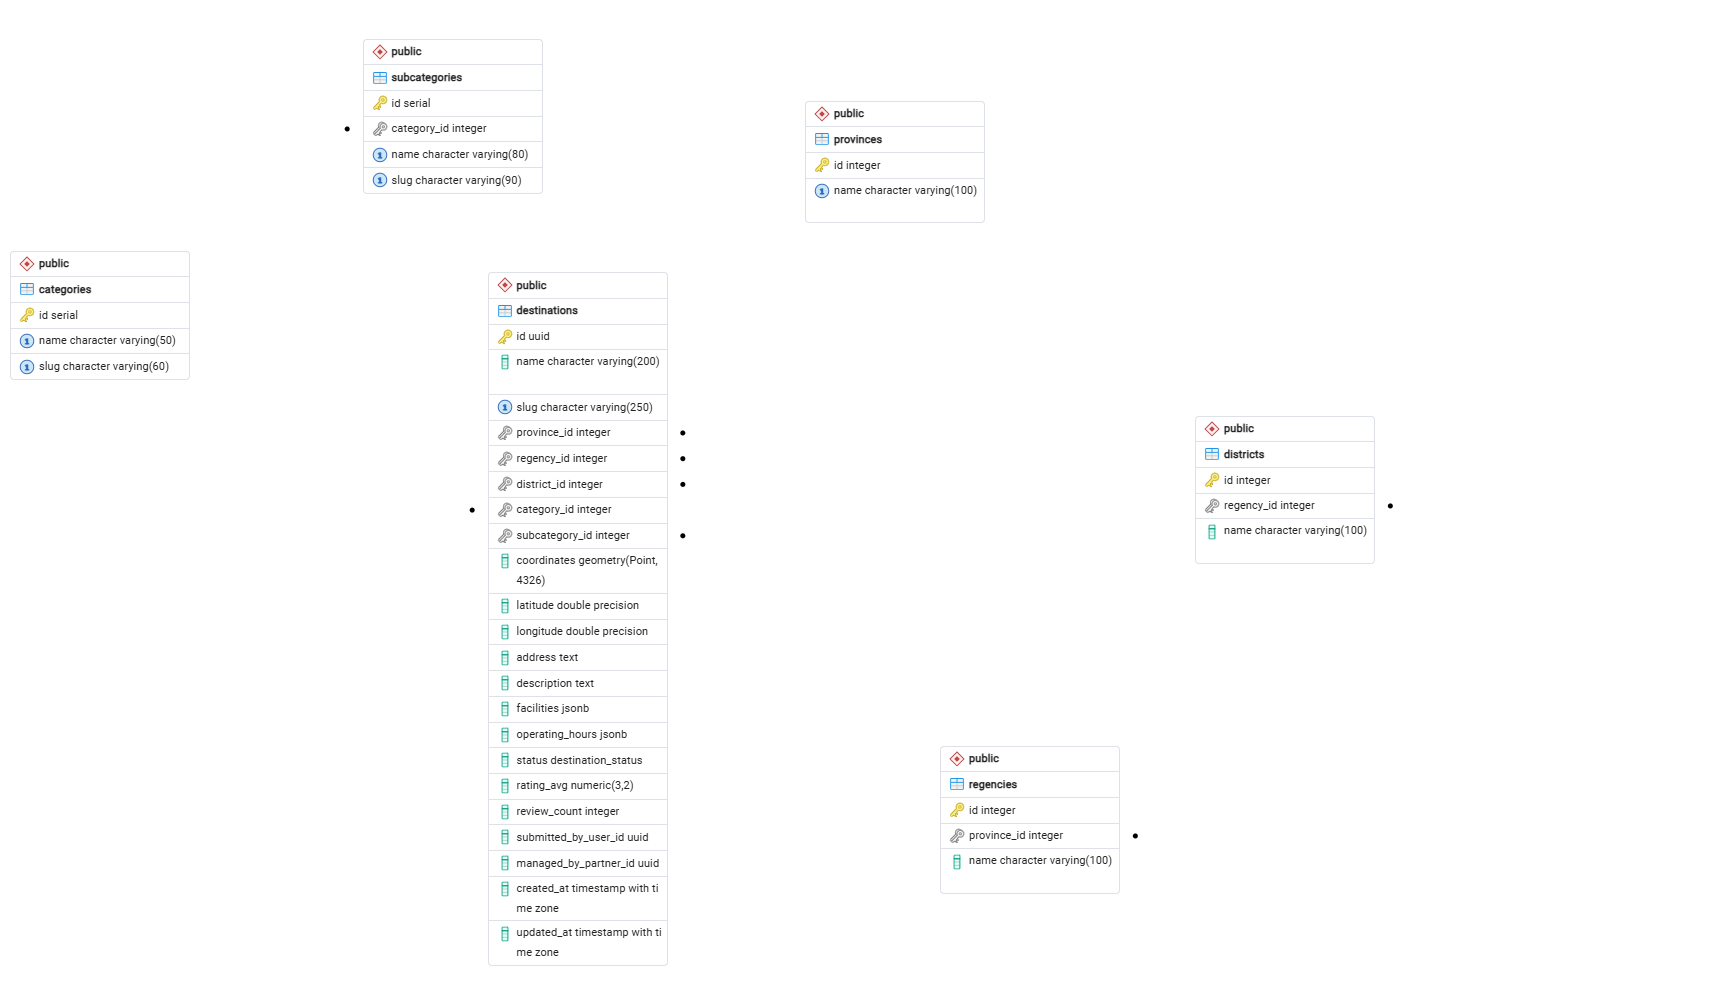 public
subcategories
id serial
category_id integer
name character varying(80)
slug character varying(90)
public
provinces
id integer
name character varying(100)
public
categories
id serial
name character varying(50)
slug character varying(60)
public
destinations
id uuid
name character varying(200)
slug character varying(250)
province_id integer
regency_id integer
district_id integer
category_id integer
subcategory_id integer
coordinates geometry(Point,
4326)
latitude double precision
longitude double precision
address text
description text
facilities jsonb
operating_hours jsonb
status destination_status
rating_avg numeric(3,2)
review_count integer
submitted_by_user_id uuid
managed_by_partner_id uuid
created_at timestamp with ti
me zone
updated_at timestamp with ti
me zone
public
districts
id integer
regency_id integer
name character varying(100)
public
regencies
id integer
province_id integer
name character varying(100)